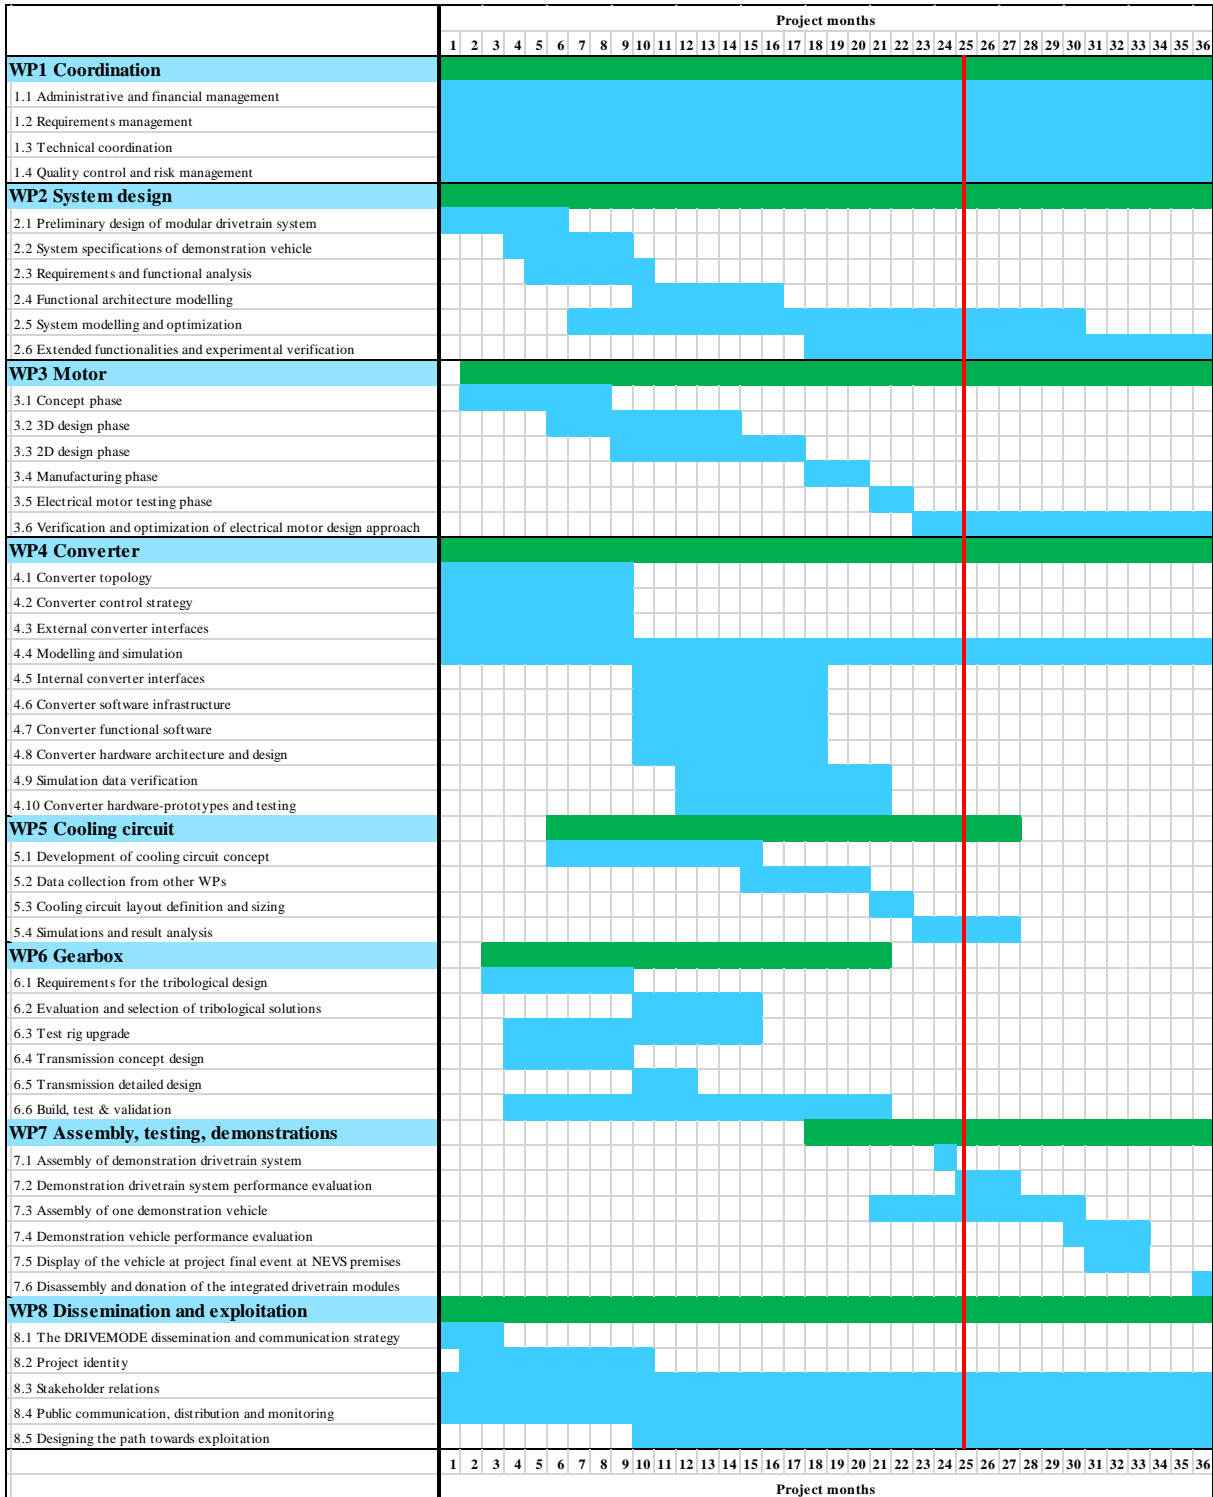 Project months
1 2 3 4 5 6 7 8 9 10 11 12 13 14 15 16 17 18 19 20 21 22 23 24 25 26 27 28 29 30 31 32 33 34 35 36
WP1 Coordination
1.1 Administrative and financial management
1.2 Requirements management
1.3 Technical coordination
1.4 Quality control and risk management
WP2 System design
2.1 Preliminary design of modular drivetrain system
2.2 System specifications of demonstration vehicle
2.3 Requirements and functional analysis
2.4 Functional architecture modelling
2.5 System modelling and optimization
2.6 Extended functionalities and experimental verification
WP3 Motor
3.1 Concept phase
3.2 3D design phase
3.3 2D design phase
3.4 Manufacturing phase
3.5 Electrical motor testing phase
3.6 Verification and optimization of electrical motor design approach
WP4 Converter
4.1 Converter topology
4.2 Converter control strategy
4.3 External converter interfaces
4.4 Modelling and simulation
4.5 Internal converter interfaces
4.6 Converter software infrastructure
4.7 Converter functional software
4.8 Converter hardware architecture and design
4.9 Simulation data verification
4.10 Converter hardware-prototypes and testing
WP5 Cooling circuit
5.1 Development of cooling circuit concept
5.2 Data collection from other WPs
5.3 Cooling circuit layout definition and sizing
5.4 Simulations and result analysis
WP6 Gearbox
6.1 Requirements for the tribological design
6.2 Evaluation and selection of tribological solutions
6.3 Test rig upgrade
6.4 Transmission concept design
6.5 Transmission detailed design
6.6 Build, test & validation
WP7 Assembly, testing, demonstrations
7.1 Assembly of demonstration drivetrain system
7.2 Demonstration drivetrain system performance evaluation
7.3 Assembly of one demonstration vehicle
7.4 Demonstration vehicle performance evaluation
7.5 Display of the vehicle at project final event at NEVS premises
7.6 Disassembly and donation of the integrated drivetrain modules
WP8 Dissemination and exploitation
8.1 The DRIVEMODE dissemination and communication strategy
8.2 Project identity
8.3 Stakeholder relations
8.4 Public communication, distribution and monitoring
8.5 Designing the path towards exploitation
1 2 3 4 5 6 7 8 9 10 11 12 13 14 15 16 17 18 19 20 21 22 23 24 25 26 27 28 29 30 31 32 33 34 35 36
Project months